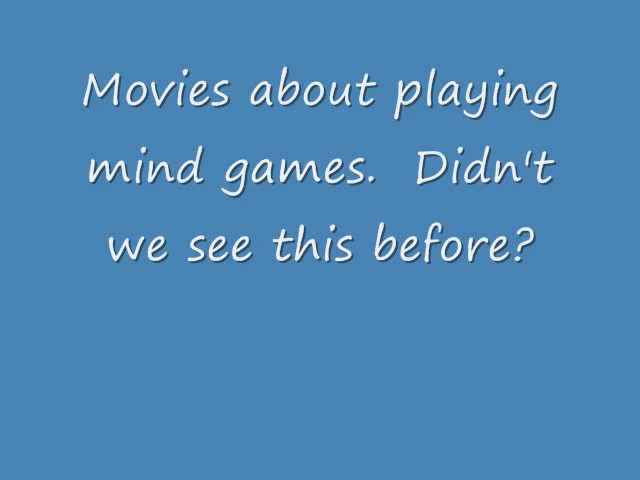 Movies about playing
mind games.  Didn't
we see this before?